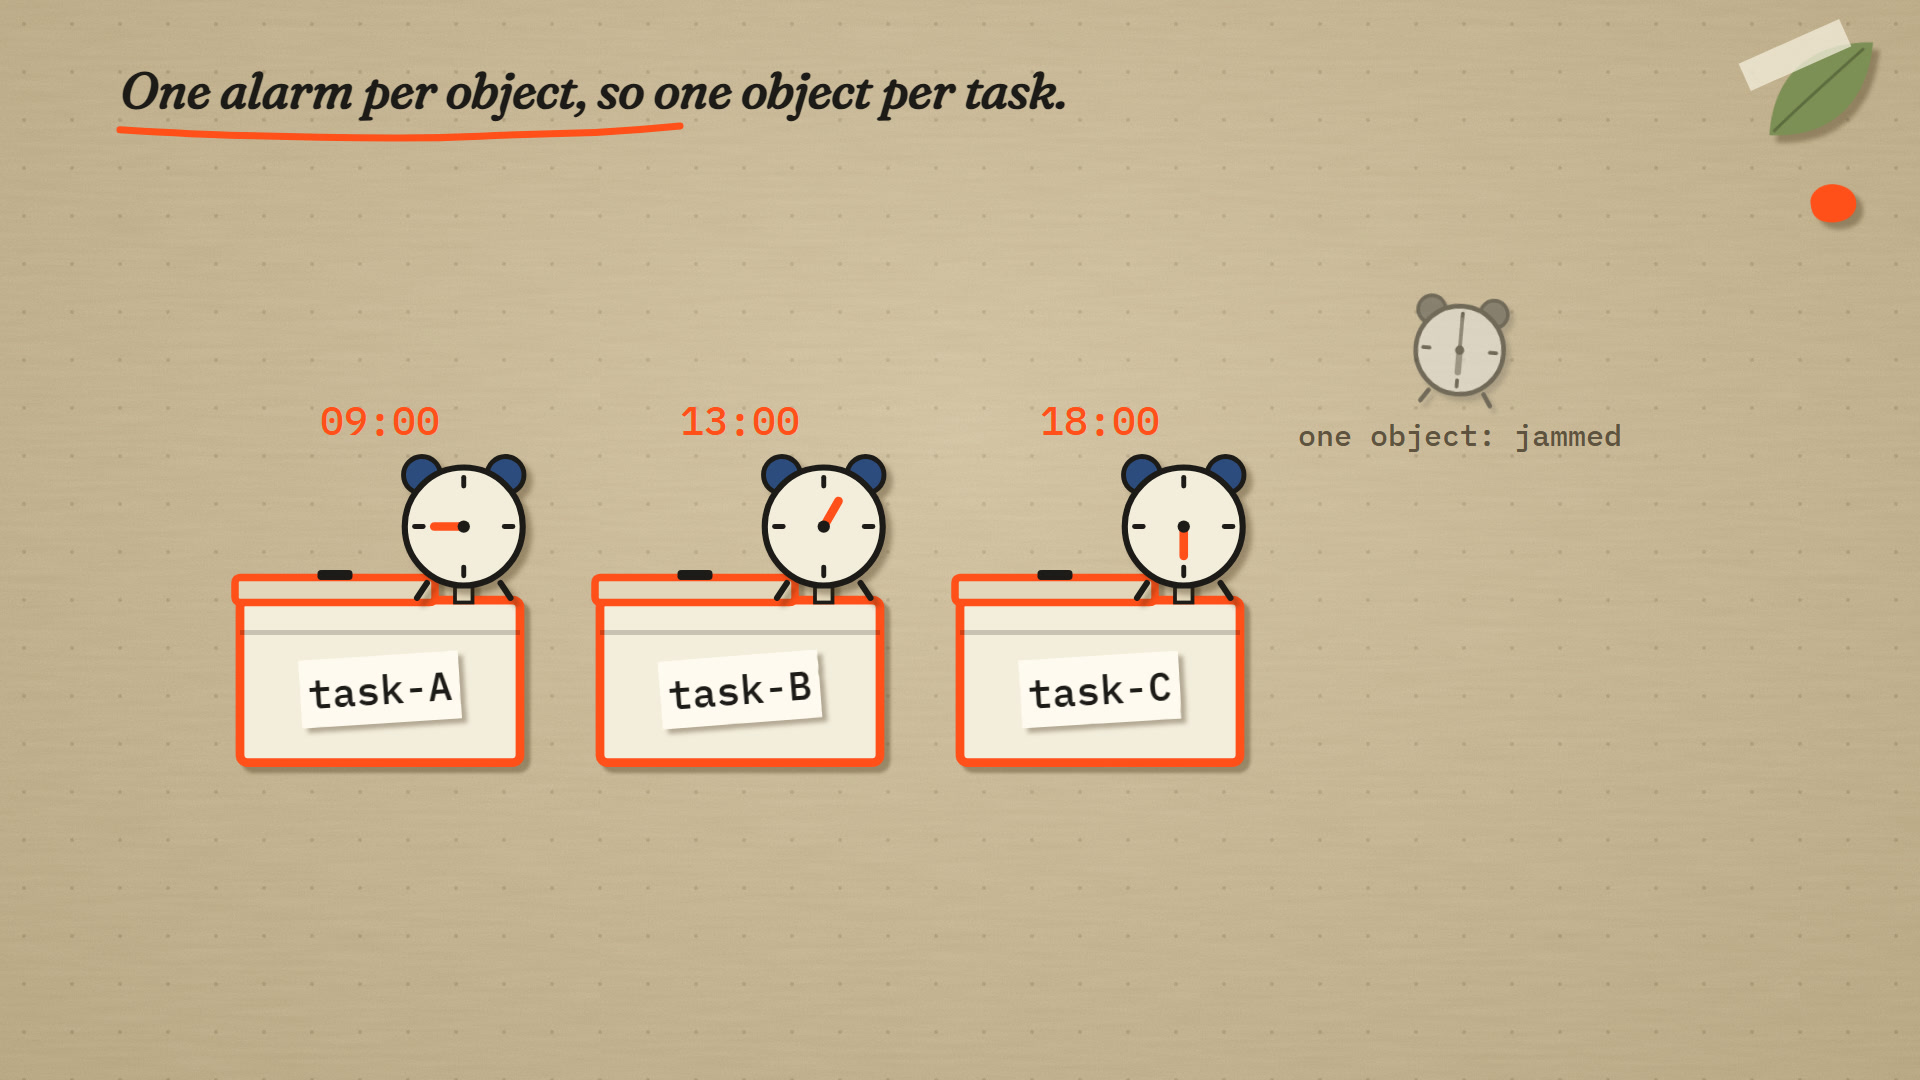 One alarm per object, so one object per task.
09:00
13:00
18:00
one object: jammed
task-A
task-B
task-C